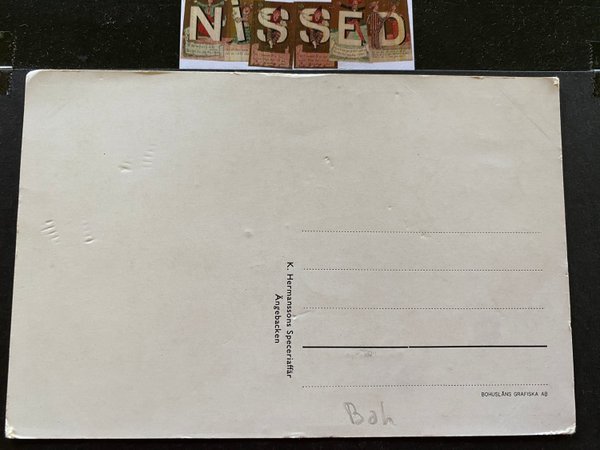 NiSSED
K. Hermanssons Speceriaffär
Ängebacken
BOHUSLÄNS GRAFISKA AB
Boh